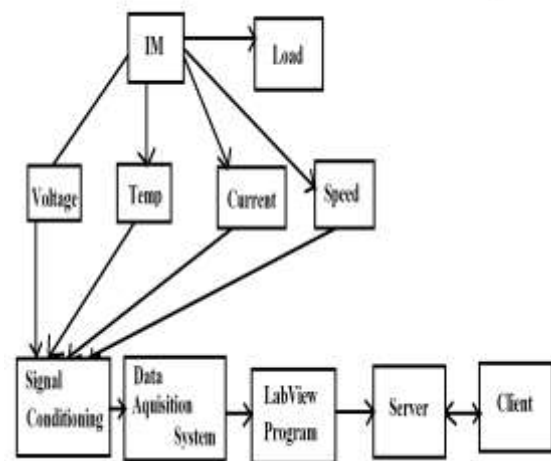 IM
Load
Voltage
Temp
Current
Speed
Signal
Conditioning
Data
Aquisition
System
LabView
Program
Server
Client